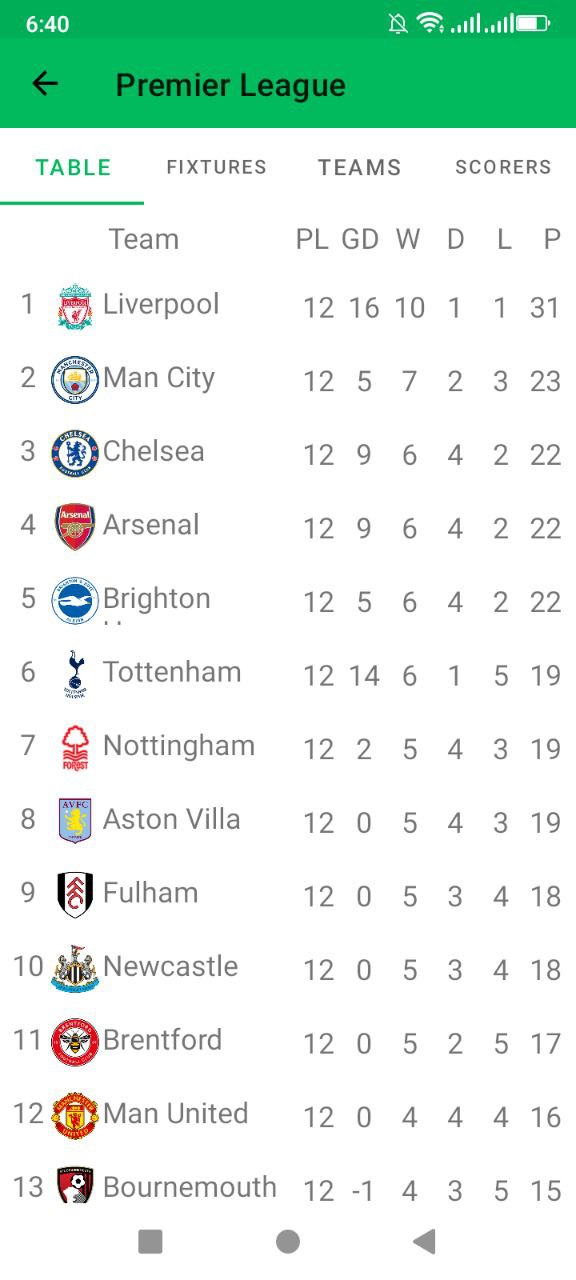 6:40
Premier League
TABLE FIXTURES TEAMS SCORERS
Team PL GD W D L P
1 Liverpool 12 16 10 1 1 31
2 Man City 12 5 7 2 3 23
3 Chelsea 12 9 6 4 2 22
4 Arsenal 12 9 6 4 2 22
5 Brighton 12 5 6 4 2 22
6 Tottenham 12 14 6 1 5 19
7 Nottingham 12 2 5 4 3 19
8 Aston Villa 12 0 5 4 3 19
9 Fulham 12 0 5 3 4 18
10 Newcastle 12 0 5 3 4 18
11 Brentford 12 0 5 2 5 17
12 Man United 12 0 4 4 4 16
13 Bournemouth 12 -1 4 3 5 15